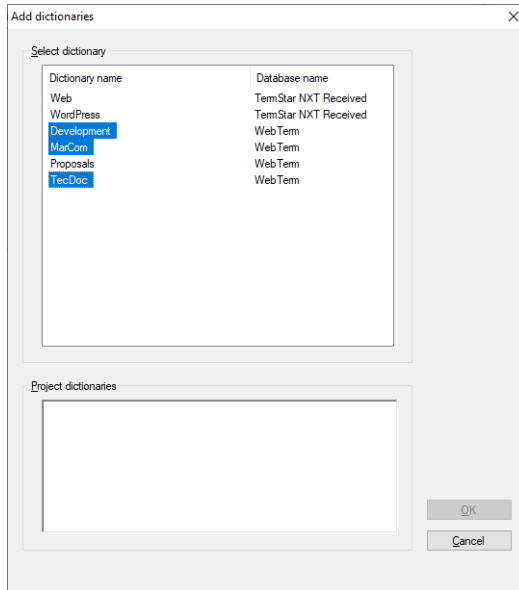 Add dictionaries
Select dictionary
Dictionary name Database name
Web TermStar NXT Received
WordPress TermStar NXT Received
Development WebTerm
MarCom WebTerm
Proposals WebTerm
TecDoc WebTerm
Project dictionaries
OK
Cancel